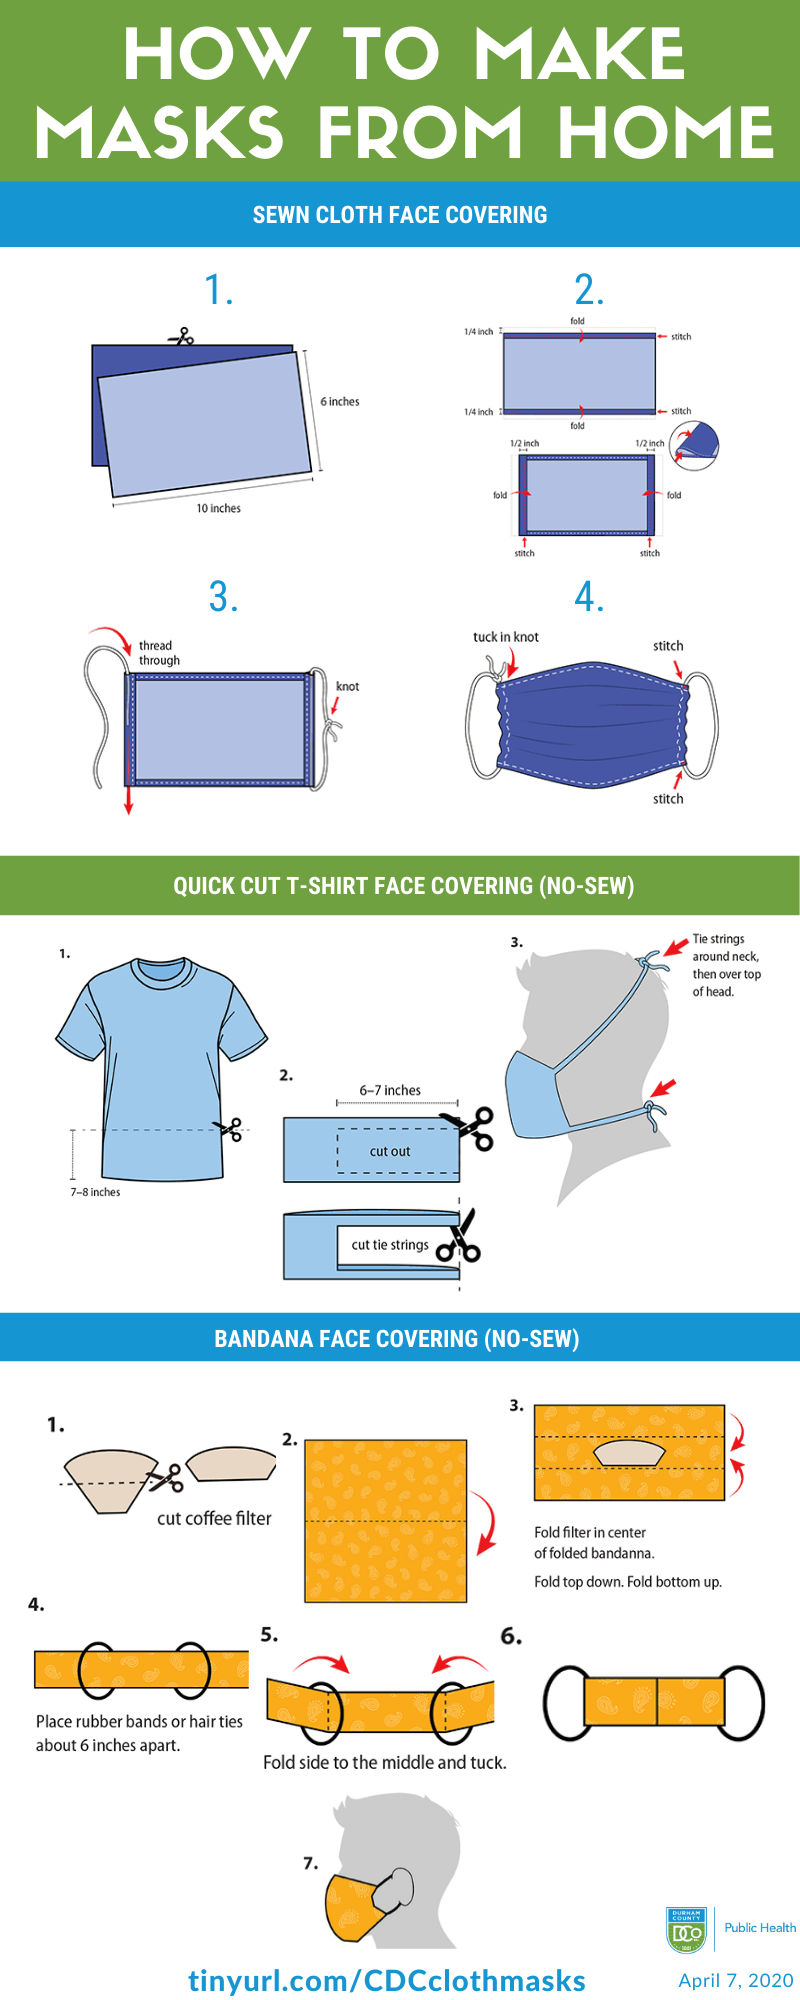 HOW TO MAKE
MASKS FROM HOME
SEWN CLOTH FACE COVERING
1.
6 inches
10 inches
2.
fold
1/4 inch
stitch
1/4 inch
stitch
fold
1/2 inch
1/2 inch
fold
fold
stitch
stitch
3.
thread
through
knot
4.
tuck in knot
stitch
stitch
QUICK CUT T-SHIRT FACE COVERING (NO-SEW)
1.
7–8 inches
2.
6–7 inches
cut out
cut tie strings
3.
Tie strings
around neck,
then over top
of head.
BANDANA FACE COVERING (NO-SEW)
1.
cut coffee filter
2.
3.
Fold filter in center
of folded bandanna.
Fold top down. Fold bottom up.
4.
Place rubber bands or hair ties
about 6 inches apart.
5.
Fold side to the middle and tuck.
6.
7.
DURHAM
COUNTY
DCo
Public Health
tinyurl.com/CDCclothmasks
April 7, 2020